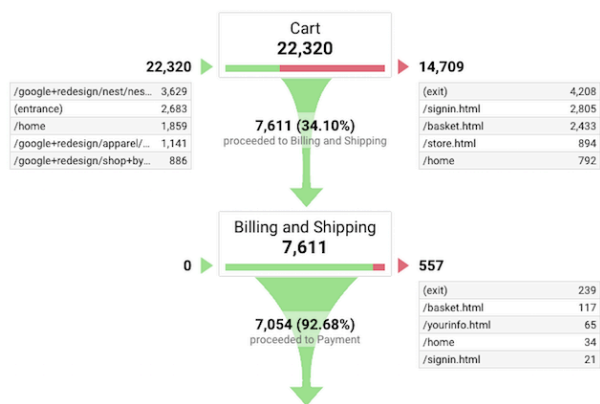 Cart
22,320
22,320
/google+redesign/nest/nes... 3,629
(entrance) 2,683
/home 1,859
/google+redesign/apparel/... 1,141
/google+redesign/shop+by... 886
14,709
(exit) 4,208
/signin.html 2,805
/basket.html 2,433
/store.html 894
/home 792
7,611 (34.10%)
proceeded to Billing and Shipping
Billing and Shipping
7,611
0
557
(exit) 239
/basket.html 117
/yourinfo.html 65
/home 34
/signin.html 21
7,054 (92.68%)
proceeded to Payment